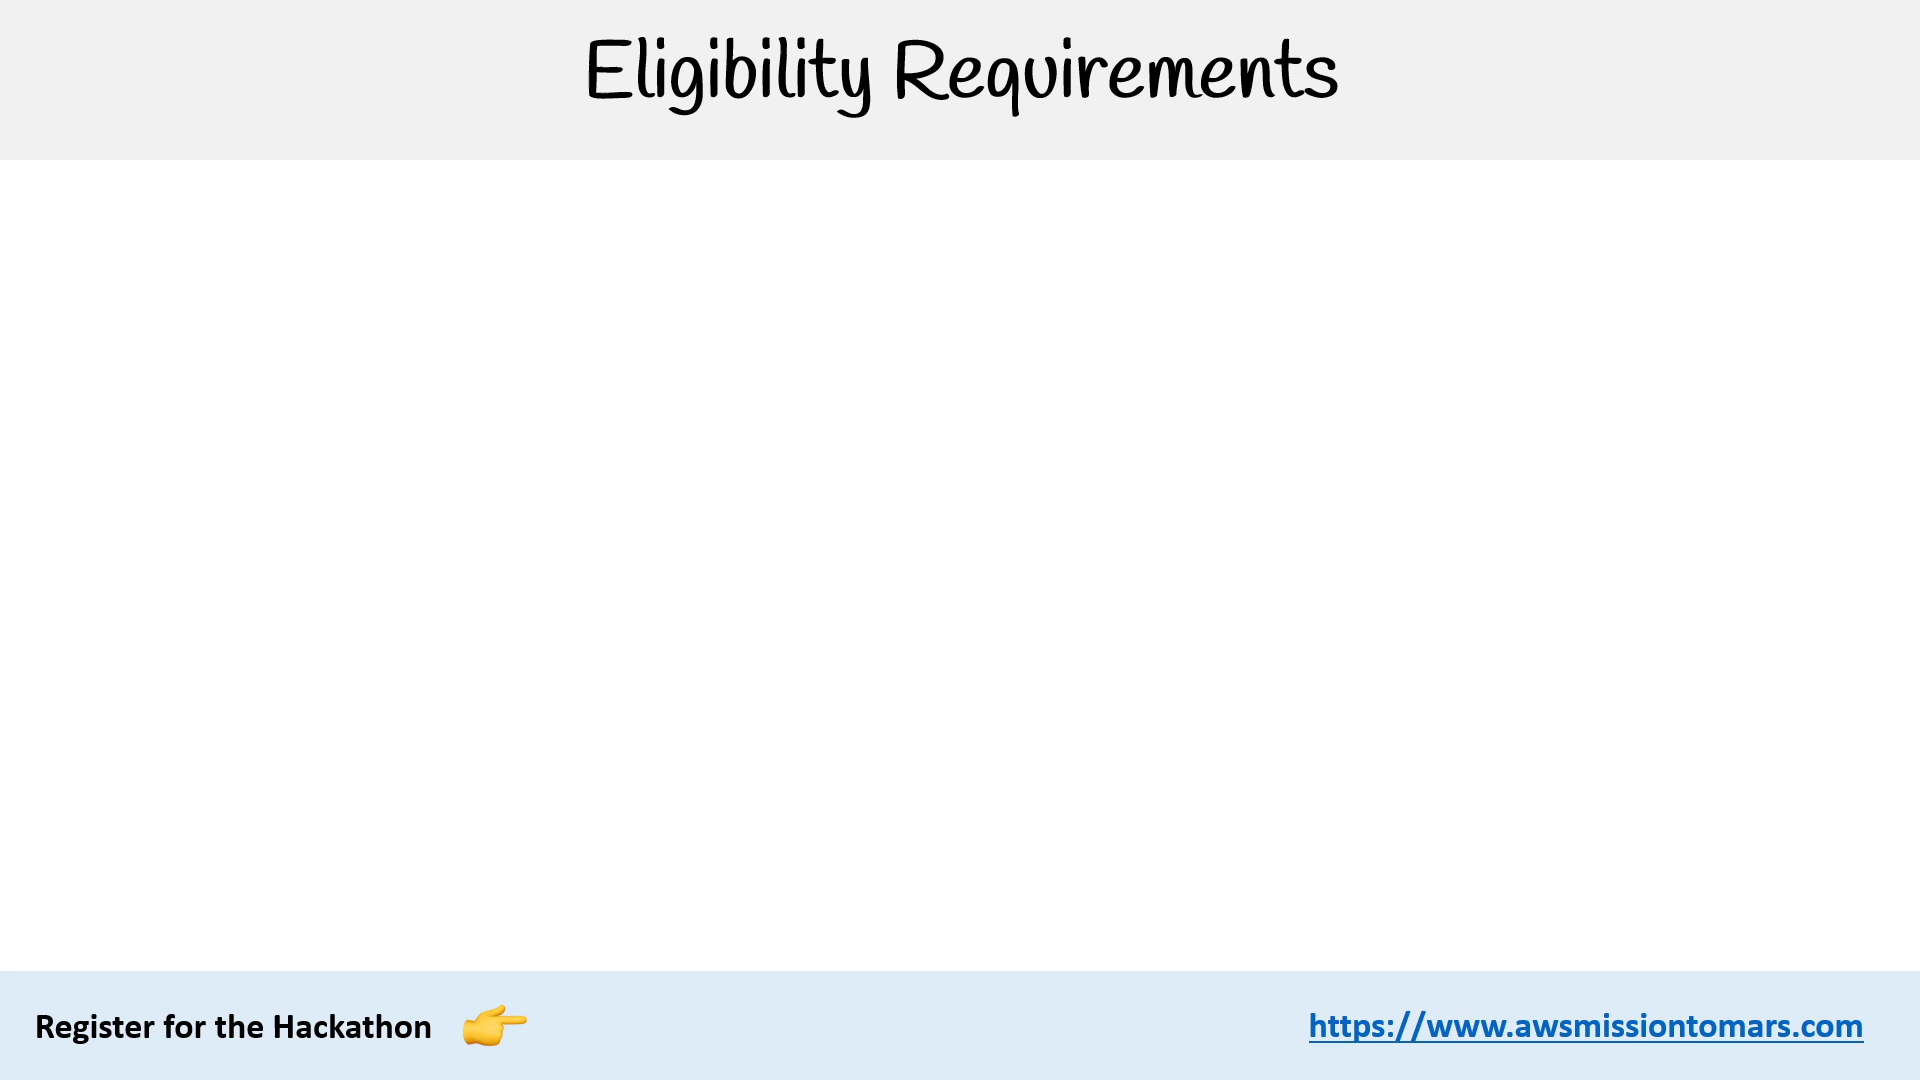 Eligibility Requirements
Register for the Hackathon
https://www.awsmissiontomars.com